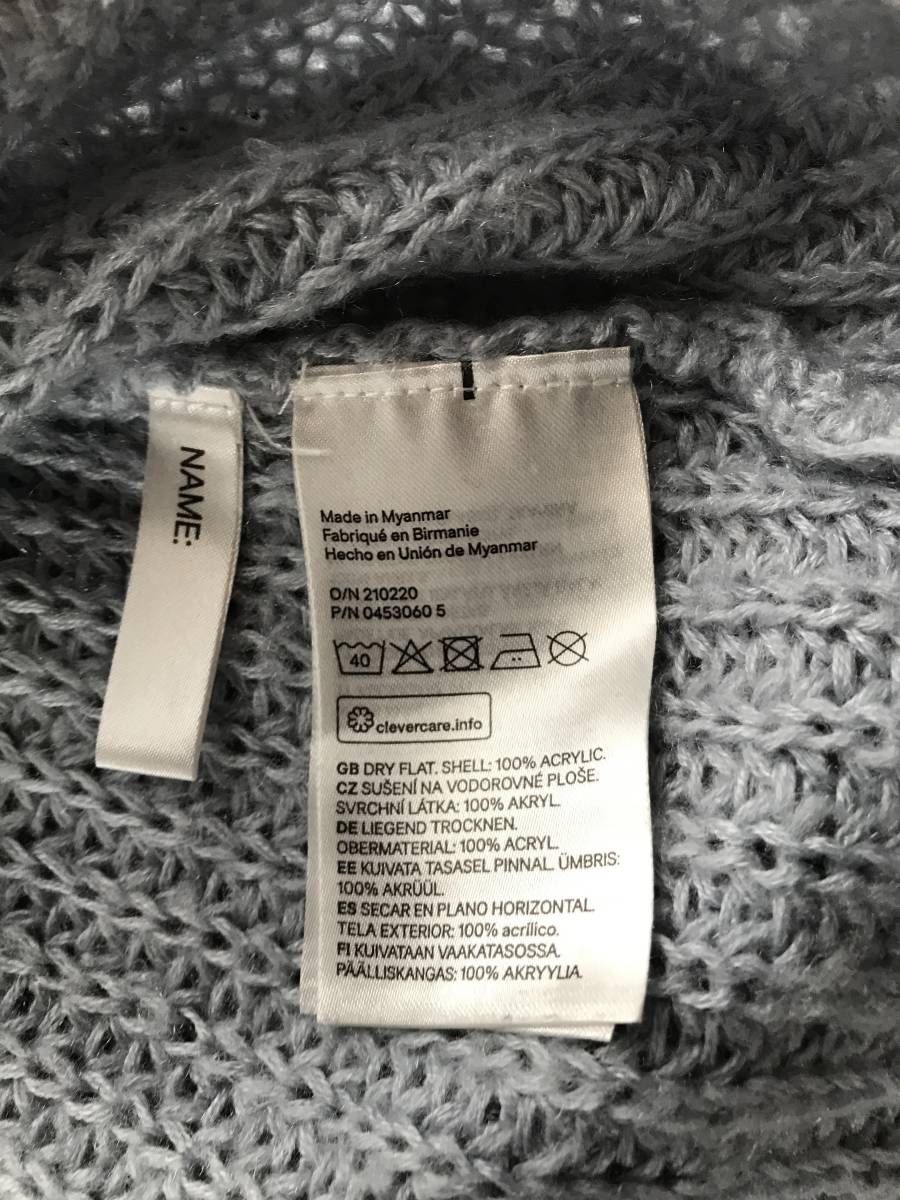 NAME:
Made in Myanmar
Fabriqué en Birmanie
Hecho en Unión de Myanmar
O/N 210220
P/N 0453060 5
40
clevercare.info
GB DRY FLAT. SHELL: 100% ACRYLIC.
CZ SUŠENÍ NA VODOROVNÉ PLOŠE.
SVRCHNÍ LÁTKA: 100% AKRYL.
DE LIEGEND TROCKNEN.
OBERMATERIAL: 100% ACRYL.
EE KUIVATA TASASEL PINNAL. ÜMBRIS:
100% AKRÜÜL.
ES SECAR EN PLANO HORIZONTAL.
TELA EXTERIOR: 100% acrílico.
FI KUIVATAAN VAAKATASOSSA.
PÄÄLLISKANGAS: 100% AKRYYLIA.